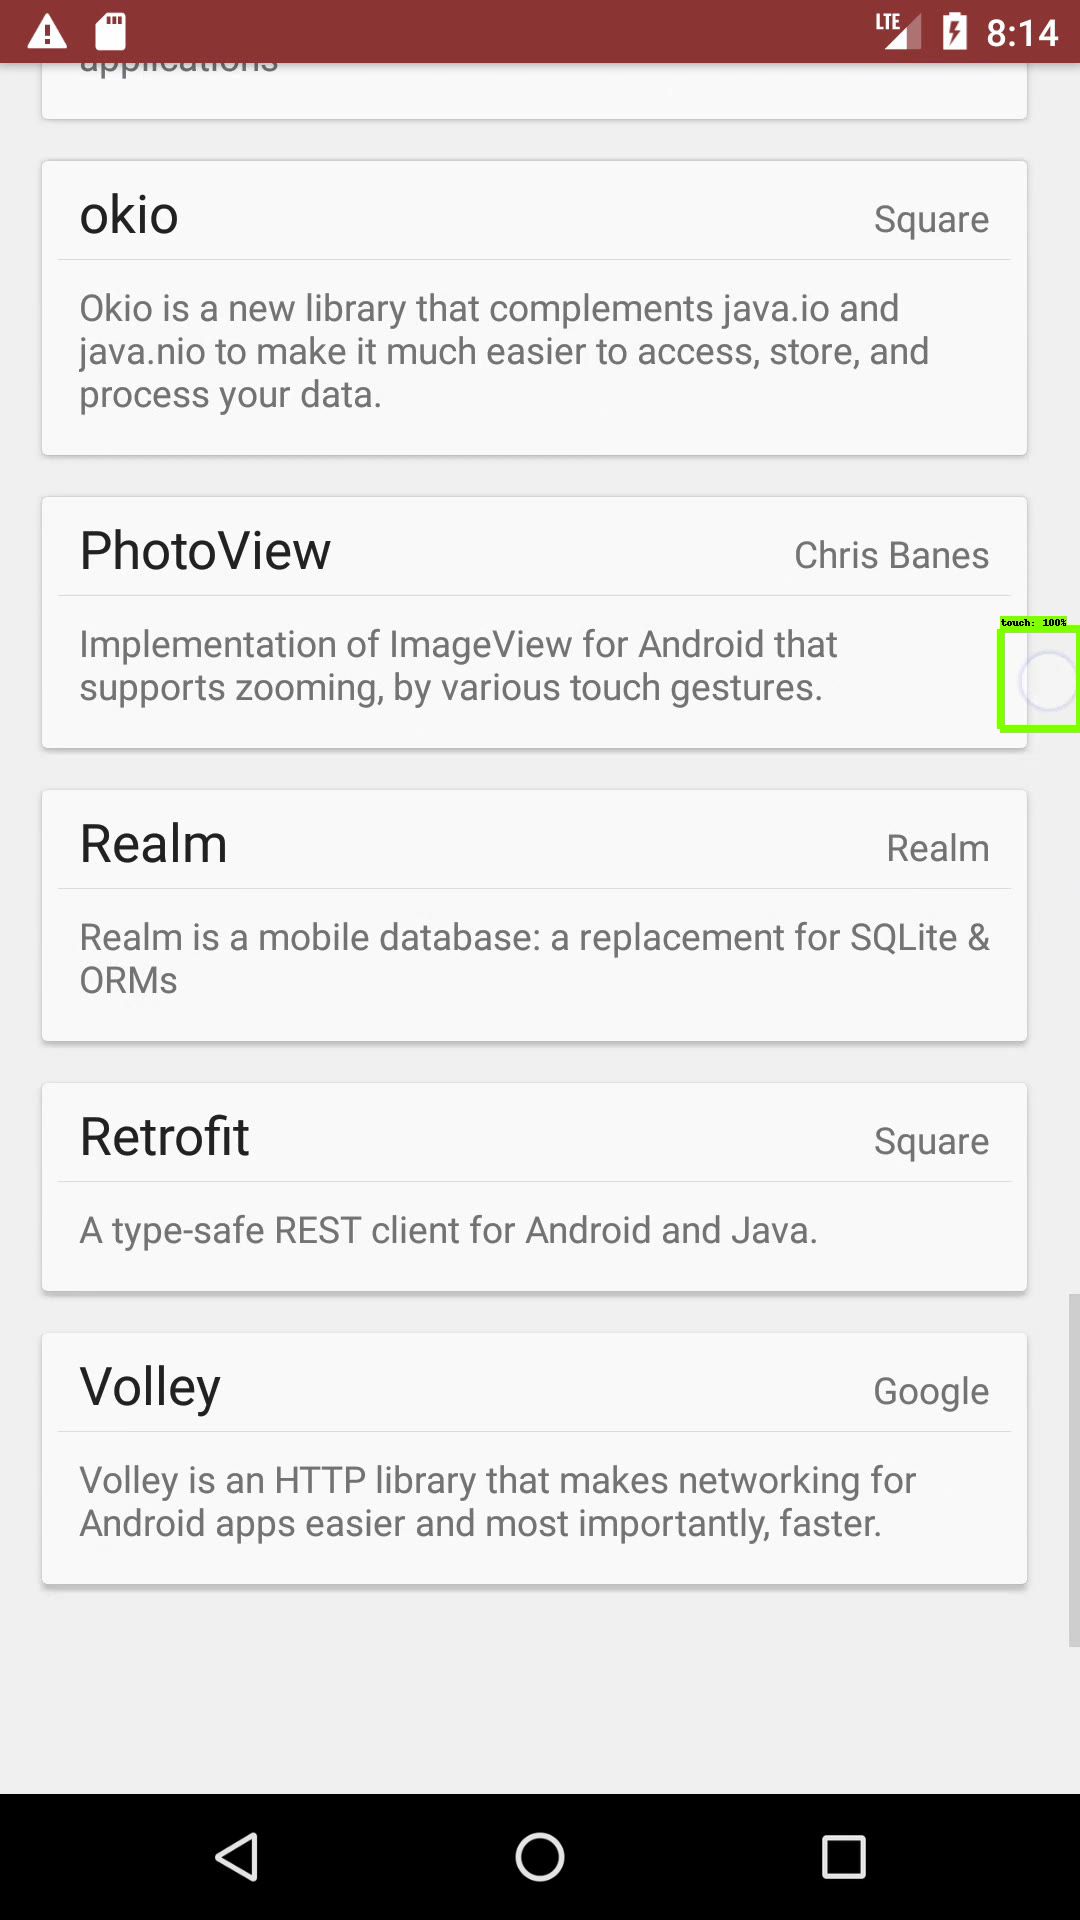 LTE 8:14
applications
okio
Square
Okio is a new library that complements java.io and
java.nio to make it much easier to access, store, and
process your data.
PhotoView
Chris Banes
Implementation of ImageView for Android that
supports zooming, by various touch gestures.
touch: 100%
Realm
Realm
Realm is a mobile database: a replacement for SQLite &
ORMs
Retrofit
Square
A type-safe REST client for Android and Java.
Volley
Google
Volley is an HTTP library that makes networking for
Android apps easier and most importantly, faster.